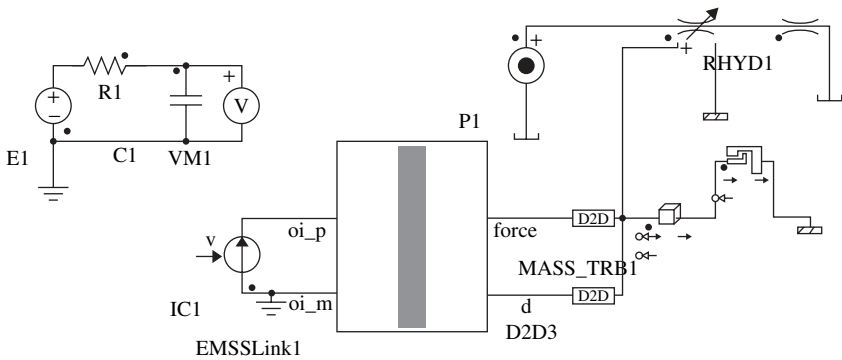 +
+
RHYD1
R1
+
V
+
−
P1
E1
C1
VM1
v
oi_p
force
D2D
MASS_TRB1
IC1
oi_m
d
D2D
D2D3
EMSSLink1